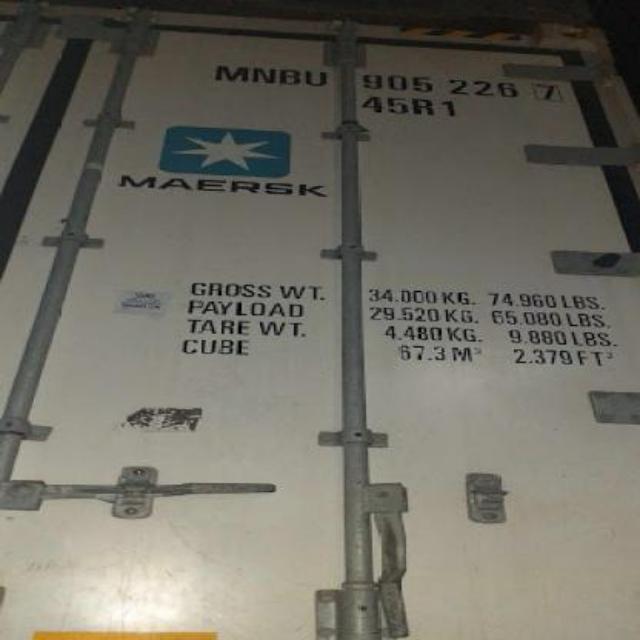 MNBU 905 226 7
45R1
MAERSK
GROSS WT. 34.000 KG. 74.960 LBS.
PAYLOAD 29.520 KG. 65.080 LBS.
TARE WT. 4.480 KG. 9.880 LBS.
CUBE 67.3 M³ 2.379 FT³